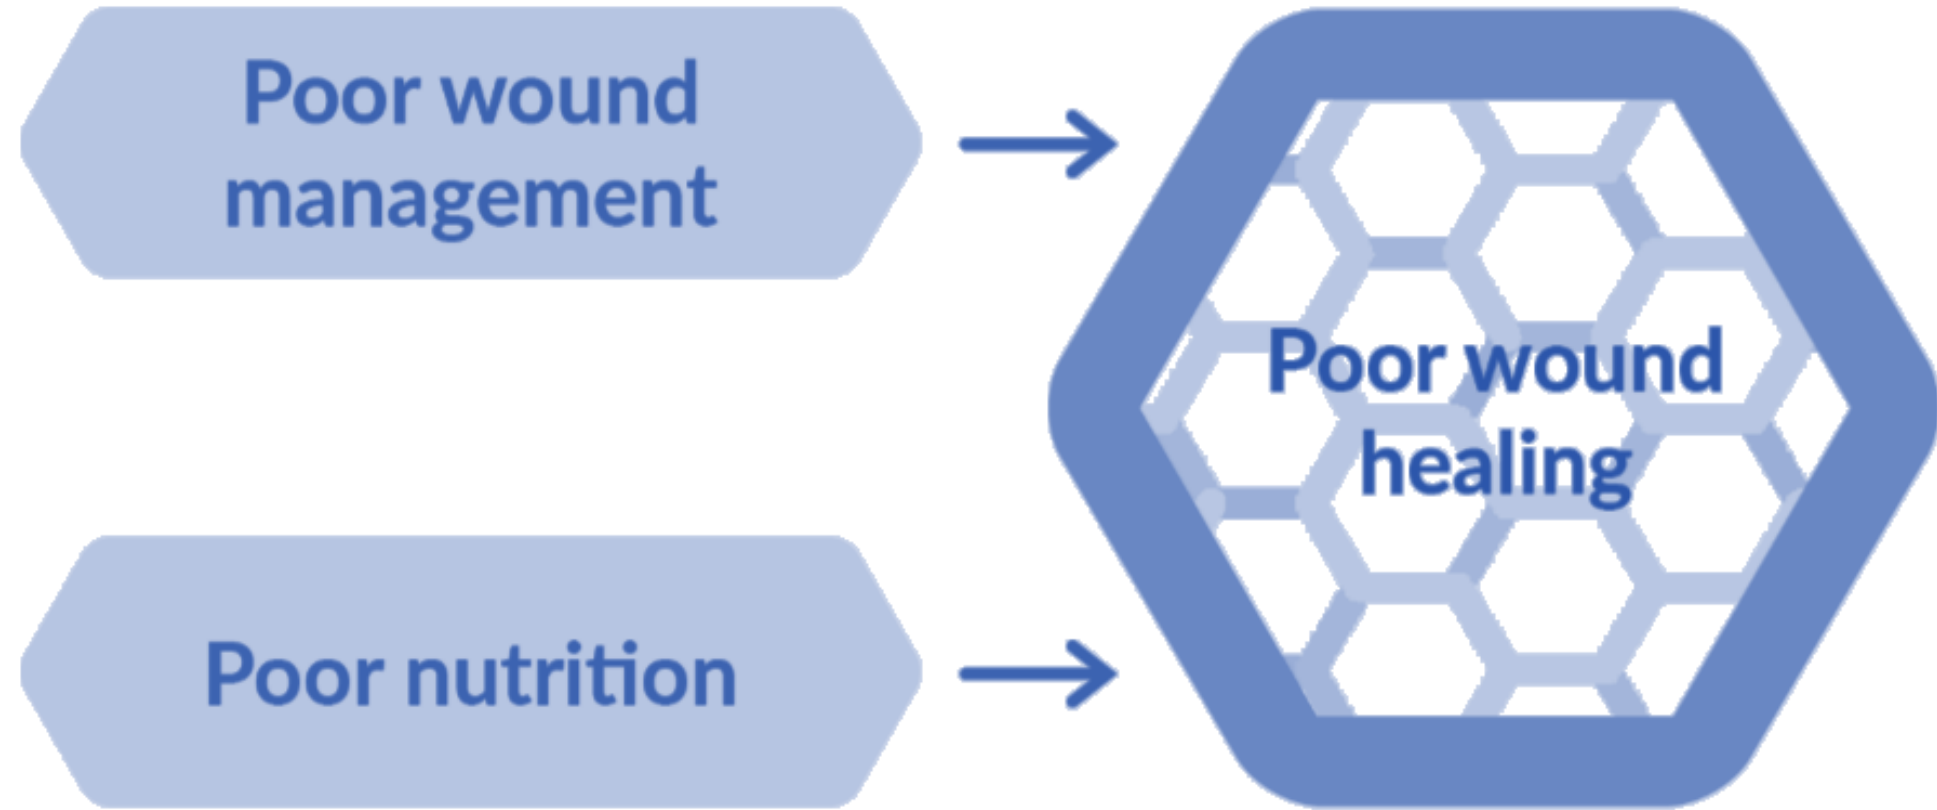 Poor wound
management
Poor nutrition
Poor wound
healing